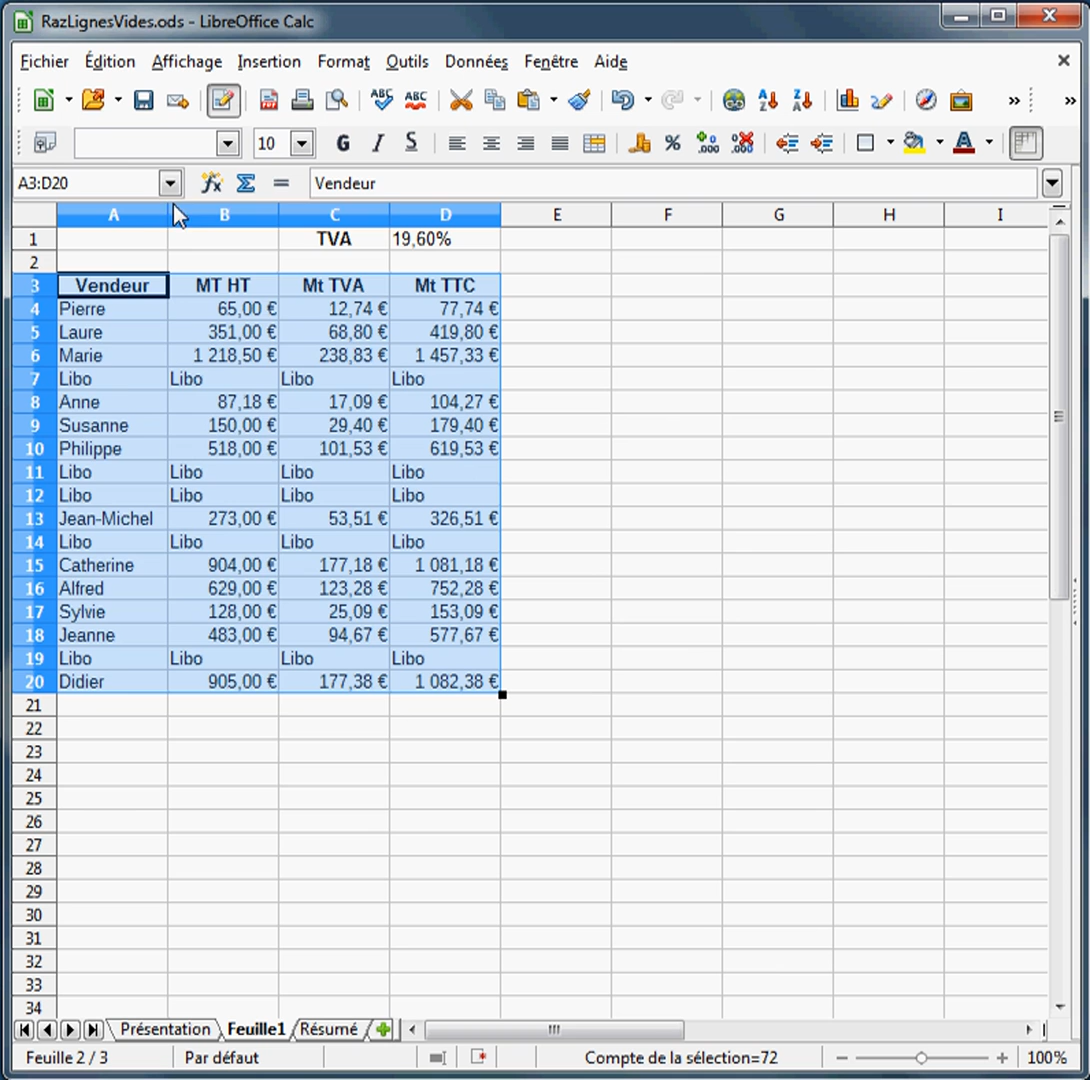 RazLignesVides.ods - LibreOffice Calc
Fichier Édition Affichage Insertion Format Outils Données Fenêtre Aide
ABC ABC
10 G I S % .000 .000 A
A3:D20 Vendeur
A B C D E F G H I
1 TVA 19,60%
2
3 Vendeur MT HT Mt TVA Mt TTC
4 Pierre 65,00 € 12,74 € 77,74 €
5 Laure 351,00 € 68,80 € 419,80 €
6 Marie 1 218,50 € 238,83 € 1 457,33 €
7 Libo Libo Libo Libo
8 Anne 87,18 € 17,09 € 104,27 €
9 Susanne 150,00 € 29,40 € 179,40 €
10 Philippe 518,00 € 101,53 € 619,53 €
11 Libo Libo Libo Libo
12 Libo Libo Libo Libo
13 Jean-Michel 273,00 € 53,51 € 326,51 €
14 Libo Libo Libo Libo
15 Catherine 904,00 € 177,18 € 1 081,18 €
16 Alfred 629,00 € 123,28 € 752,28 €
17 Sylvie 128,00 € 25,09 € 153,09 €
18 Jeanne 483,00 € 94,67 € 577,67 €
19 Libo Libo Libo Libo
20 Didier 905,00 € 177,38 € 1 082,38 €
21
22
23
24
25
26
27
28
29
30
31
32
33
34
Présentation Feuille1 Résumé
Feuille 2 / 3 Par défaut Compte de la sélection=72 100%